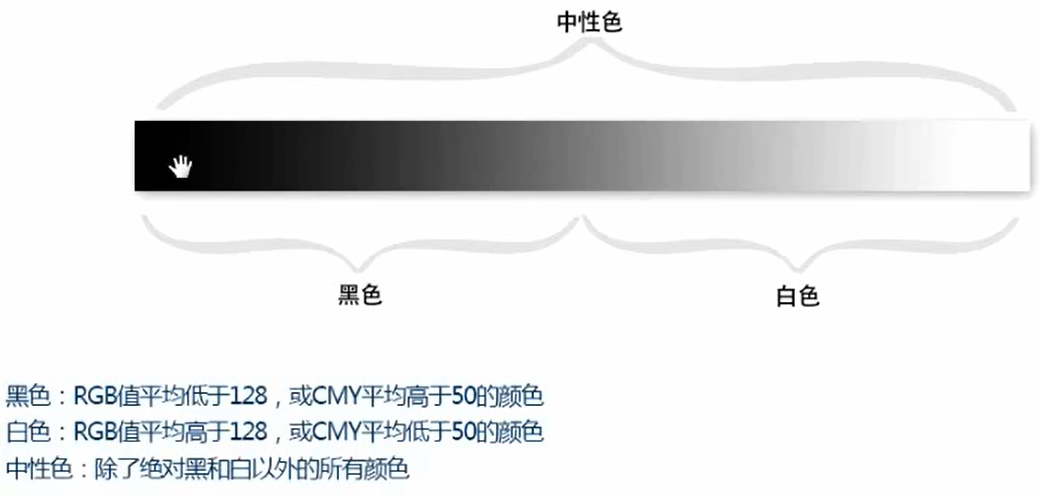 中性色
黑色
白色
黑色：RGB值平均低于128，或CMY平均高于50的颜色
白色：RGB值平均高于128，或CMY平均低于50的颜色
中性色：除了绝对黑和白以外的所有颜色